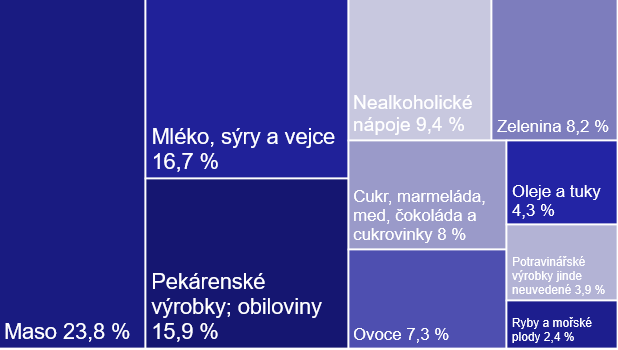 Maso 23,8 %
Mléko, sýry a vejce
16,7 %
Pekárenské
výrobky; obiloviny
15,9 %
Nealkoholické
nápoje 9,4 %
Zelenina 8,2 %
Cukr, marmeláda,
med, čokoláda a
cukrovinky 8 %
Ovoce 7,3 %
Oleje a tuky
4,3 %
Potravinářské
výrobky jinde
neuvedené 3,9 %
Ryby a mořské
plody 2,4 %